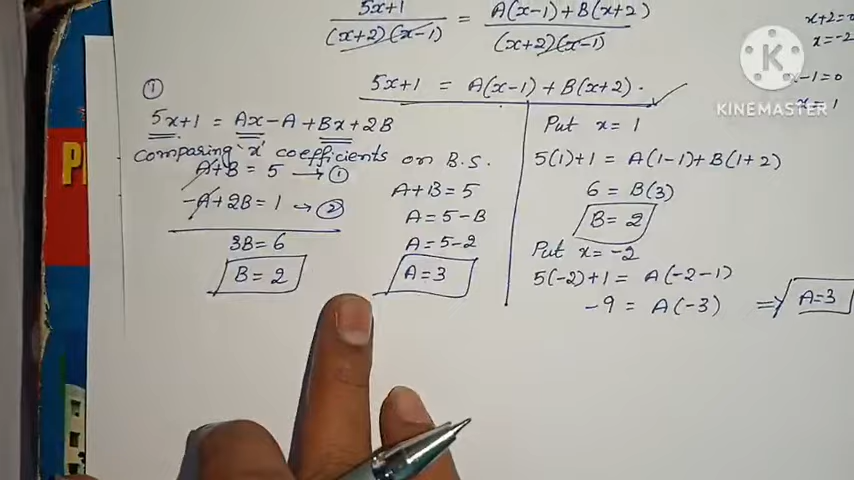 5x+1 / (x+2)(x-1) = A(x-1)+B(x+2) / (x+2)(x-1)
x+2=0
x=-2
x-1=0
x=1
K
KINEMASTER
5x+1 = A(x-1)+B(x+2).
①
5x+1 = Ax-A+Bx+2B
comparing 'x' coefficients on B.S.
A+B = 5 → ①
-A+2B = 1 → ②
3B = 6
B = 2
A+B = 5
A = 5-B
A = 5-2
A = 3
Put x = 1
5(1)+1 = A(1-1)+B(1+2)
6 = B(3)
B = 2
Put x = -2
5(-2)+1 = A(-2-1)
-9 = A(-3) ⇒ A=3